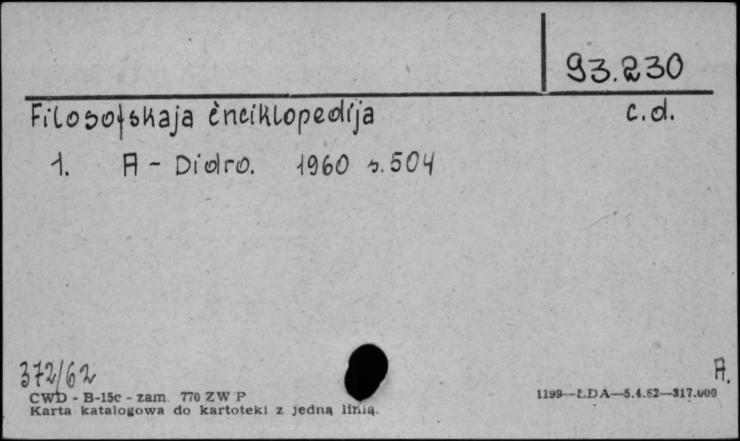 93.230
Filosofskaja ènciklopedija c.d.
1. A - Didro. 1960 s. 504
372/62 A.
CWD - B-15c - zam. 770 ZW P 1199—ŁDA—5.4.62—317.000
Karta katalogowa do kartoteki z jedną linią.